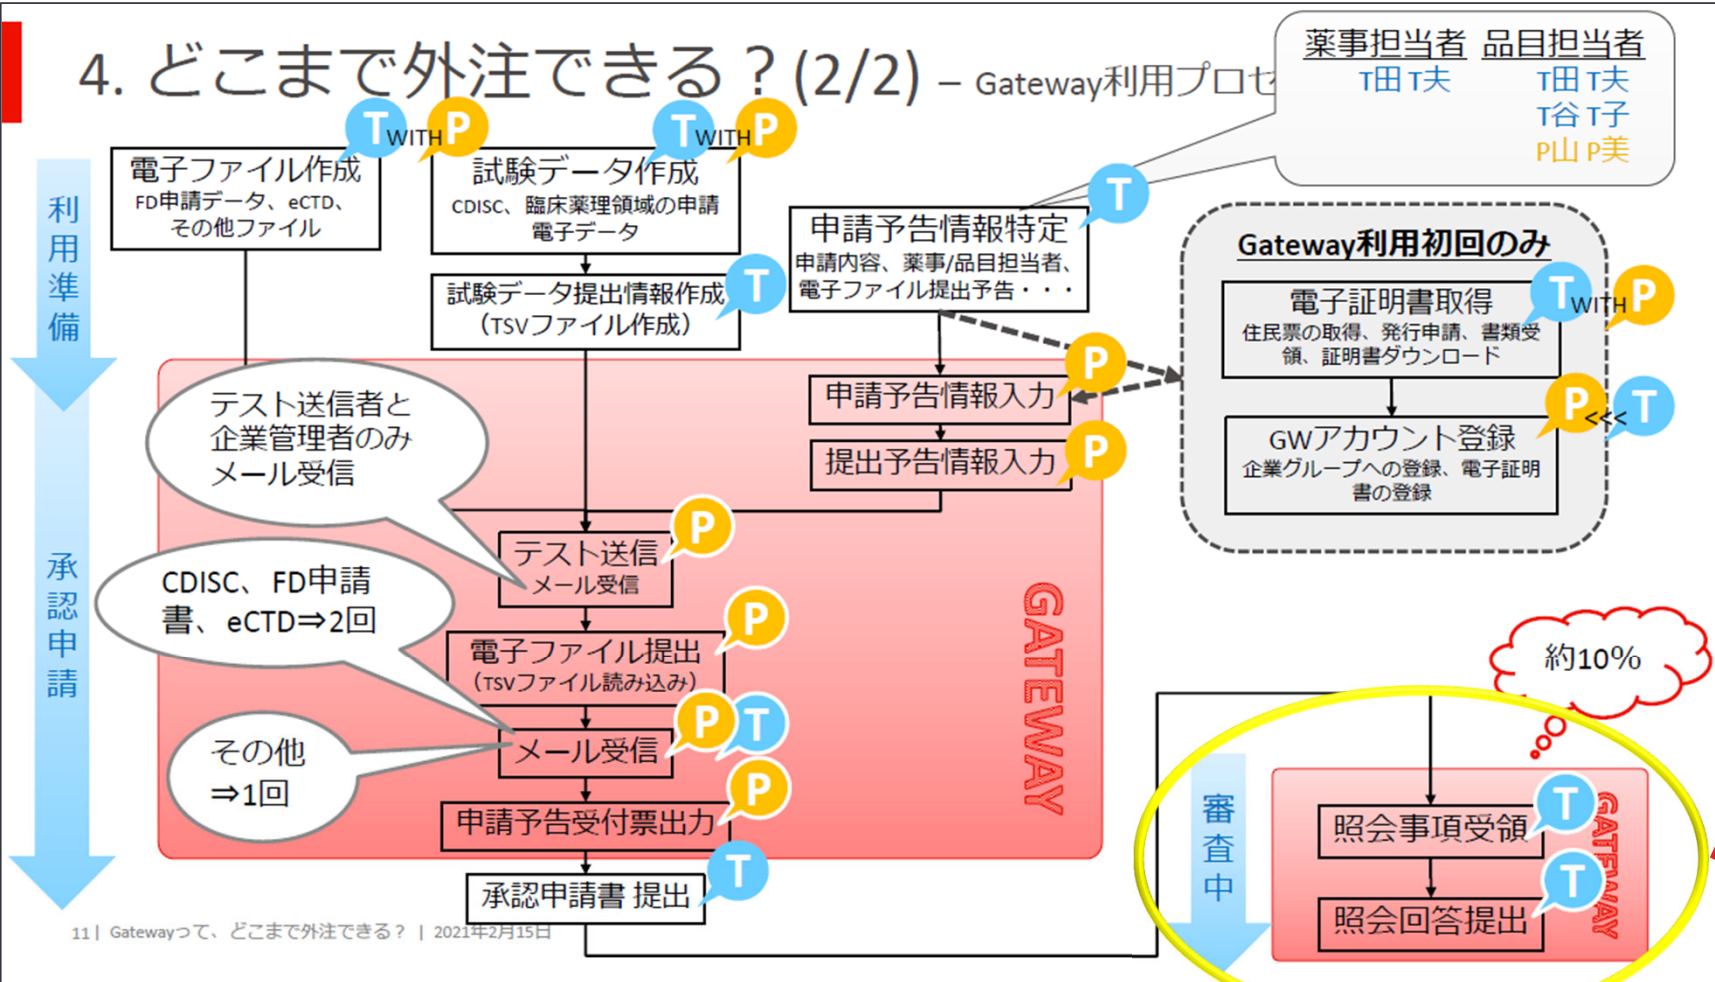 4. どこまで外注できる？(2/2) – Gateway利用プロセ
薬事担当者 品目担当者
T田 T夫 T田 T夫
T谷 T子
P山 P美
利用準備
承認申請
T WITH P
電子ファイル作成
FD申請データ、eCTD、
その他ファイル
T WITH P
試験データ作成
CDISC、臨床薬理領域の申請
電子データ
T
試験データ提出情報作成
（TSVファイル作成）
T
申請予告情報特定
申請内容、薬事/品目担当者、
電子ファイル提出予告・・・
Gateway利用初回のみ
T WITH P
電子証明書取得
住民票の取得、発行申請、書類受
領、証明書ダウンロード
P <<< T
GWアカウント登録
企業グループへの登録、電子証明
書の登録
P
申請予告情報入力
P
提出予告情報入力
テスト送信者と
企業管理者のみ
メール受信
P
テスト送信
メール受信
CDISC、FD申請
書、eCTD⇒2回
P
電子ファイル提出
（TSVファイル読み込み）
その他
⇒1回
P T
メール受信
P
申請予告受付票出力
GATEWAY
T
承認申請書 提出
約10%
審査中
T
照会事項受領
T
照会回答提出
GATEWAY
11 | Gatewayって、どこまで外注できる？ | 2021年2月15日